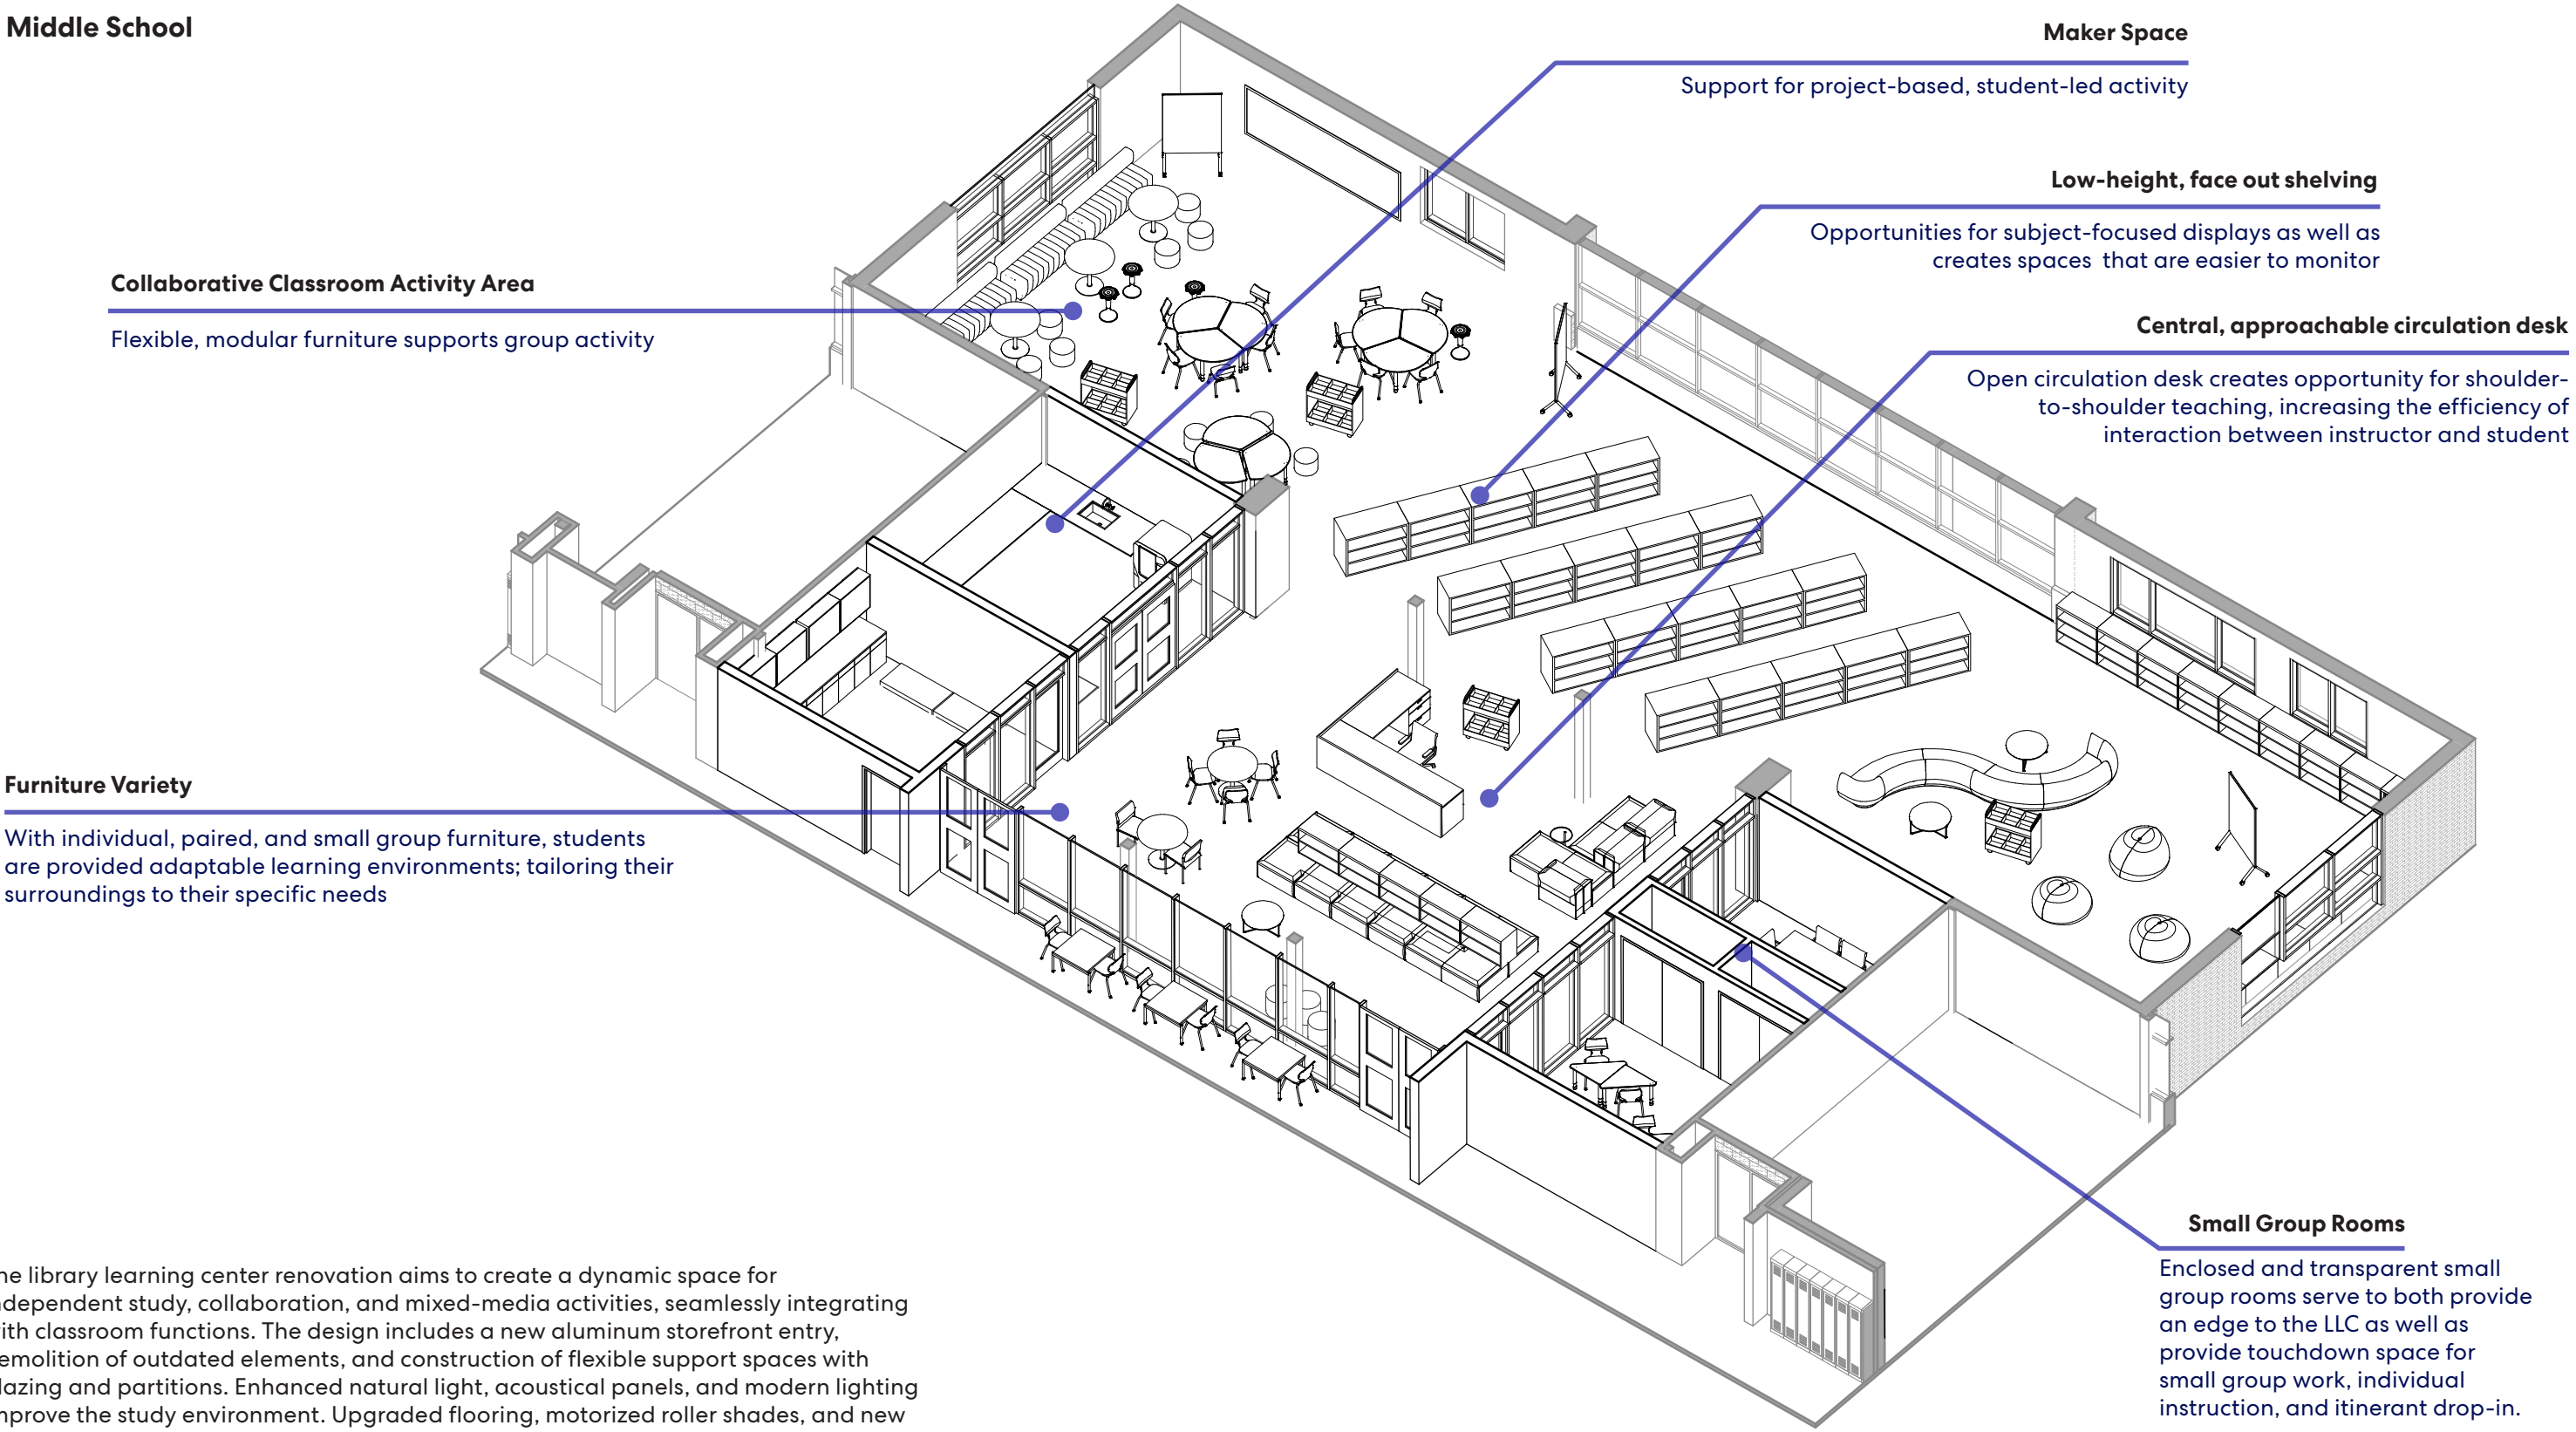 Middle School
Maker Space
Support for project-based, student-led activity
Low-height, face out shelving
Opportunities for subject-focused displays as well as
creates spaces that are easier to monitor
Collaborative Classroom Activity Area
Flexible, modular furniture supports group activity
Central, approachable circulation desk
Open circulation desk creates opportunity for shoulder-
to-shoulder teaching, increasing the efficiency of
interaction between instructor and student
Furniture Variety
With individual, paired, and small group furniture, students
are provided adaptable learning environments; tailoring their
surroundings to their specific needs
Small Group Rooms
Enclosed and transparent small
group rooms serve to both provide
an edge to the LLC as well as
provide touchdown space for
small group work, individual
instruction, and itinerant drop-in.
he library learning center renovation aims to create a dynamic space for
ndependent study, collaboration, and mixed-media activities, seamlessly integrating
ith classroom functions. The design includes a new aluminum storefront entry,
emolition of outdated elements, and construction of flexible support spaces with
lazing and partitions. Enhanced natural light, acoustical panels, and modern lighting
mprove the study environment. Upgraded flooring, motorized roller shades, and new